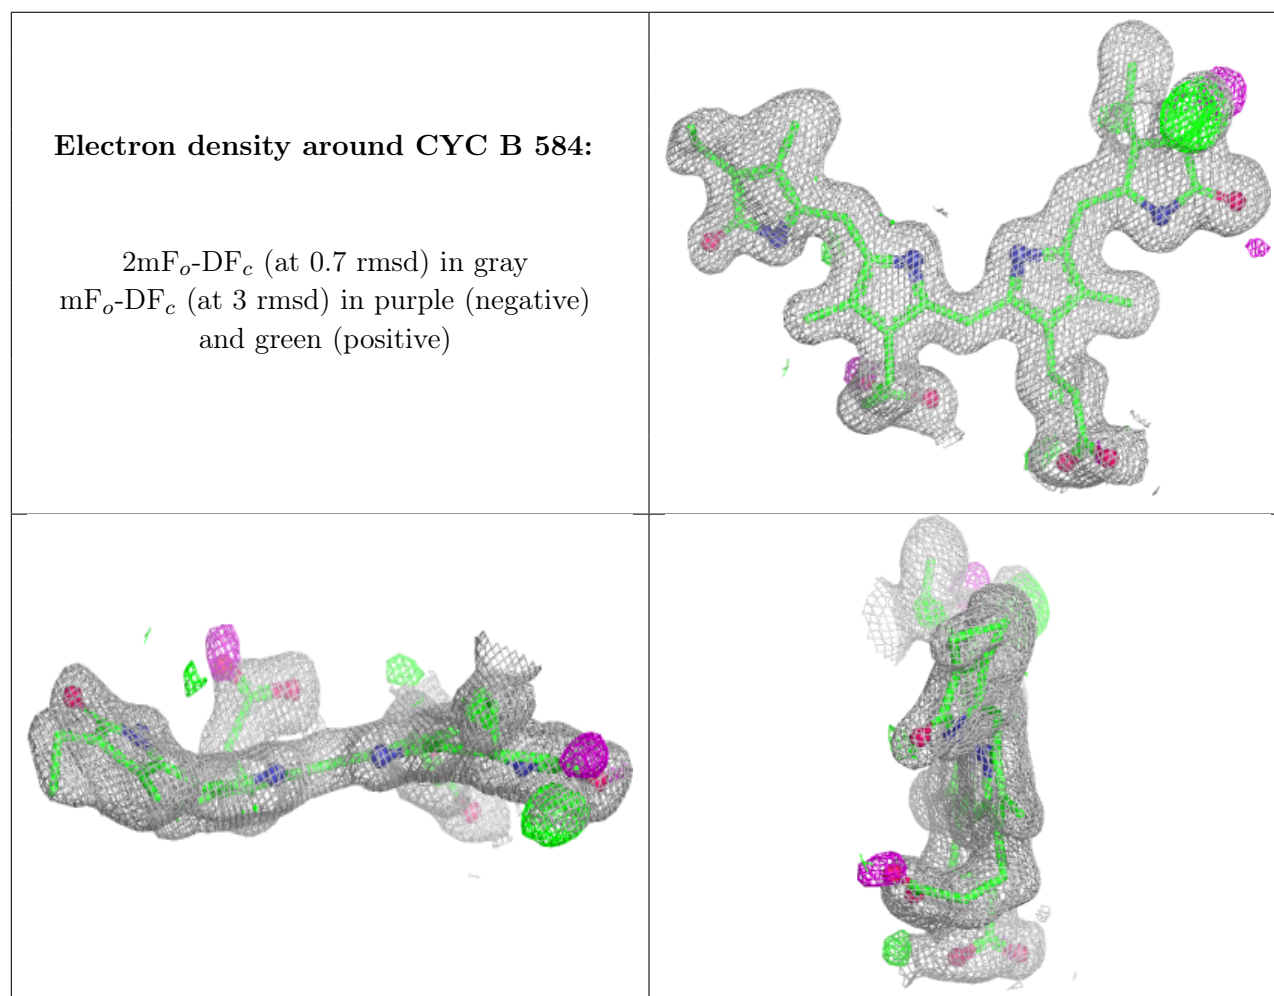 Electron density around CYC B 584:
2mFₒ-DF𝒸 (at 0.7 rmsd) in gray
mFₒ-DF𝒸 (at 3 rmsd) in purple (negative)
and green (positive)